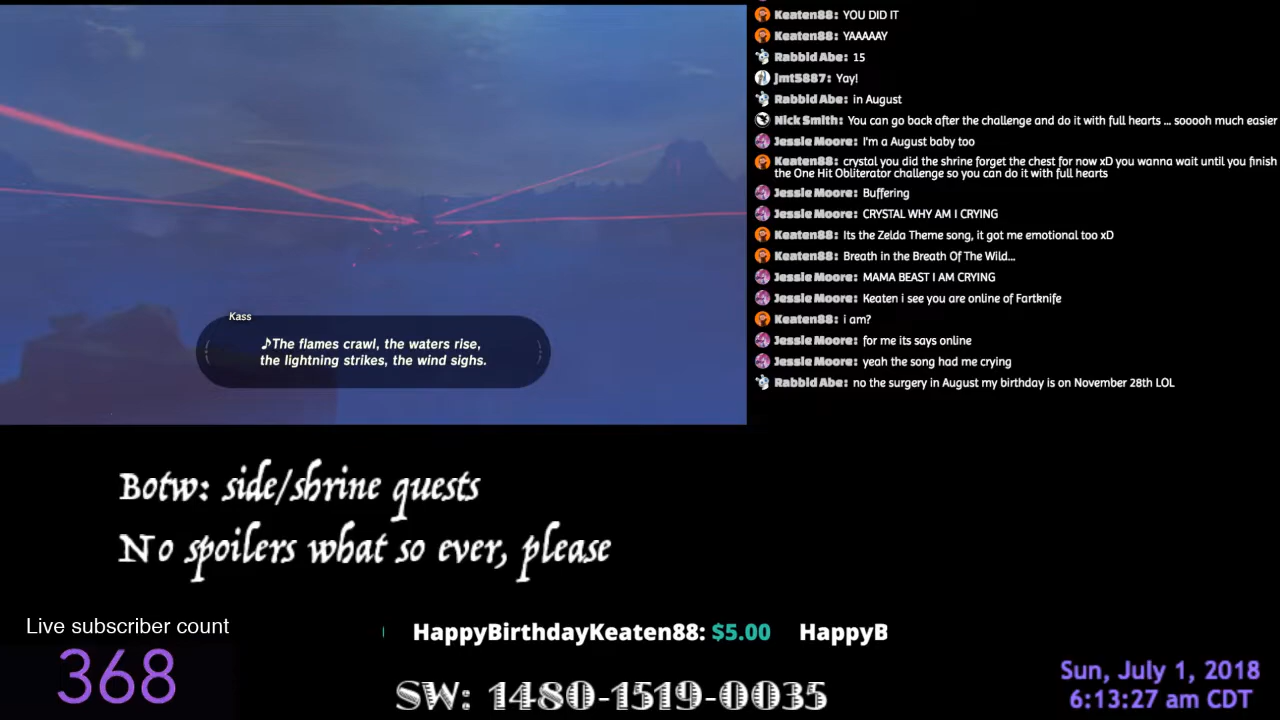 Kass
♪The flames crawl, the waters rise,
the lightning strikes, the wind sighs.
Keaten88: YOU DID IT
Keaten88: YAAAAAY
Rabbid Abe: 15
jmt5887: Yay!
Rabbid Abe: in August
Nick Smith: You can go back after the challenge and do it with full hearts ... sooooh much easier
Jessie Moore: I'm a August baby too
Keaten88: crystal you did the shrine forget the chest for now xD you wanna wait until you finish
the One Hit Obliterator challenge so you can do it with full hearts
Jessie Moore: Buffering
Jessie Moore: CRYSTAL WHY AM I CRYING
Keaten88: Its the Zelda Theme song, it got me emotional too xD
Keaten88: Breath in the Breath Of The Wild...
Jessie Moore: MAMA BEAST I AM CRYING
Jessie Moore: Keaten i see you are online of Fartknife
Keaten88: i am?
Jessie Moore: for me its says online
Jessie Moore: yeah the song had me crying
Rabbid Abe: no the surgery in August my birthday is on November 28th LOL
Botw: side/shrine quests
No spoilers what so ever, please
Live subscriber count
368
HappyBirthdayKeaten88: $5.00 HappyB
SW: 1480-1519-0035
Sun, July 1, 2018
6:13:27 am CDT